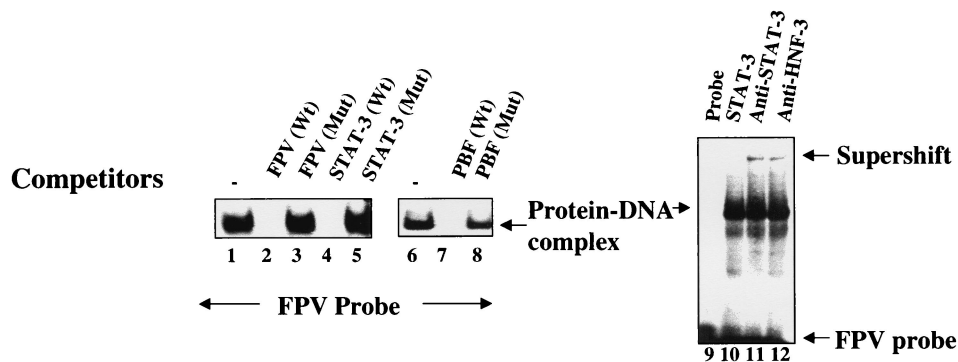 Competitors
-
FPV (Wt)
FPV (Mut)
STAT-3 (Wt)
STAT-3 (Mut)
-
PBF (Wt)
PBF (Mut)
1 2 3 4 5
6 7 8
FPV Probe
Protein-DNA
complex
Probe
STAT-3
Anti-STAT-3
Anti-HNF-3
Supershift
FPV probe
9 10 11 12